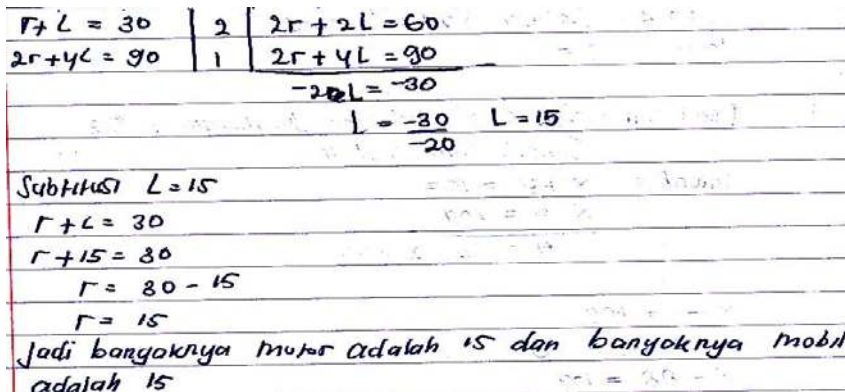 r + L = 30 | 2 | 2r + 2L = 60
2r + 4L = 90 | 1 | 2r + 4L = 90
-2L = -30
L = -30/-20 L = 15
Subtitusi L = 15
r + L = 30
r + 15 = 30
r = 30 - 15
r = 15
Jadi banyaknya motor adalah 15 dan banyaknya mobil
adalah 15